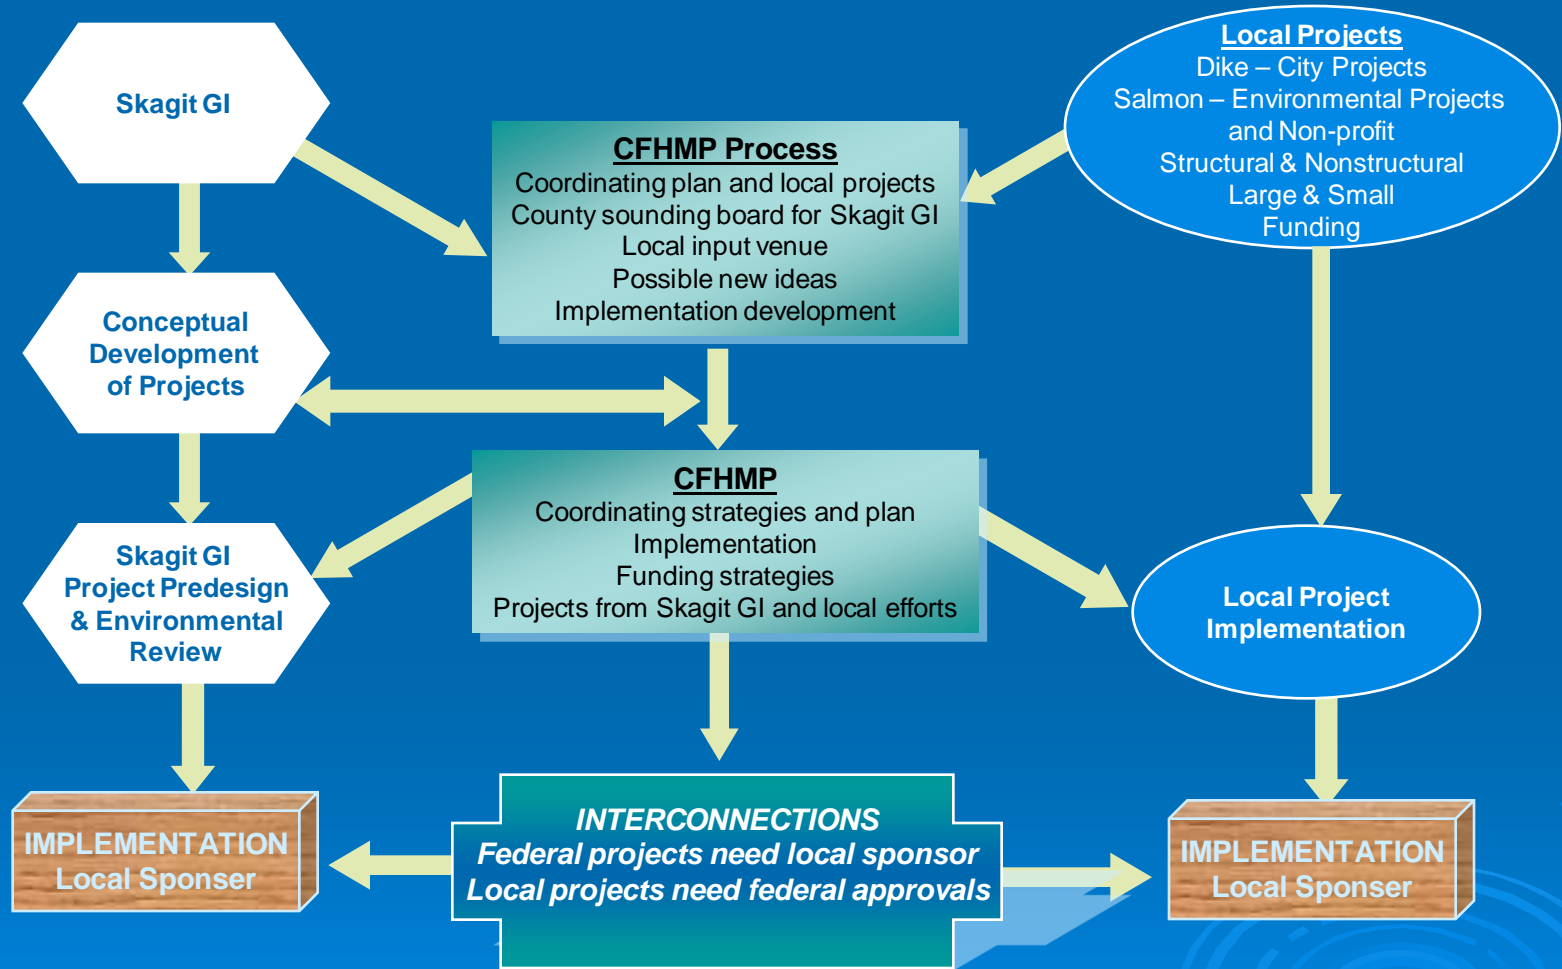 Skagit GI
Local Projects
Dike – City Projects
Salmon – Environmental Projects
and Non-profit
Structural & Nonstructural
Large & Small
Funding
CFHMP Process
Coordinating plan and local projects
County sounding board for Skagit GI
Local input venue
Possible new ideas
Implementation development
Conceptual
Development
of Projects
CFHMP
Coordinating strategies and plan
Implementation
Funding strategies
Projects from Skagit GI and local efforts
Skagit GI
Project Predesign
& Environmental
Review
Local Project
Implementation
IMPLEMENTATION
Local Sponser
INTERCONNECTIONS
Federal projects need local sponsor
Local projects need federal approvals
IMPLEMENTATION
Local Sponser